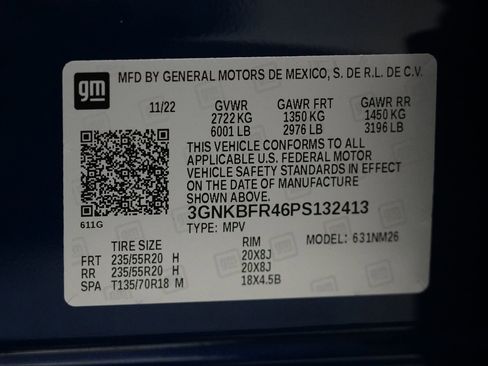 gm
MFD BY GENERAL MOTORS DE MEXICO, S. DE R.L. DE C.V.
11/22 GVWR GAWR FRT GAWR RR
2722 KG 1350 KG 1450 KG
6001 LB 2976 LB 3196 LB
THIS VEHICLE CONFORMS TO ALL
APPLICABLE U.S. FEDERAL MOTOR
VEHICLE SAFETY STANDARDS IN EFFECT
ON THE DATE OF MANUFACTURE
SHOWN ABOVE.
611G
3GNKBFR46PS132413
TYPE: MPV
TIRE SIZE RIM MODEL: 631NM26
FRT 235/55R20 H 20X8J
RR 235/55R20 H 20X8J
SPA T135/70R18 M 18X4.5B